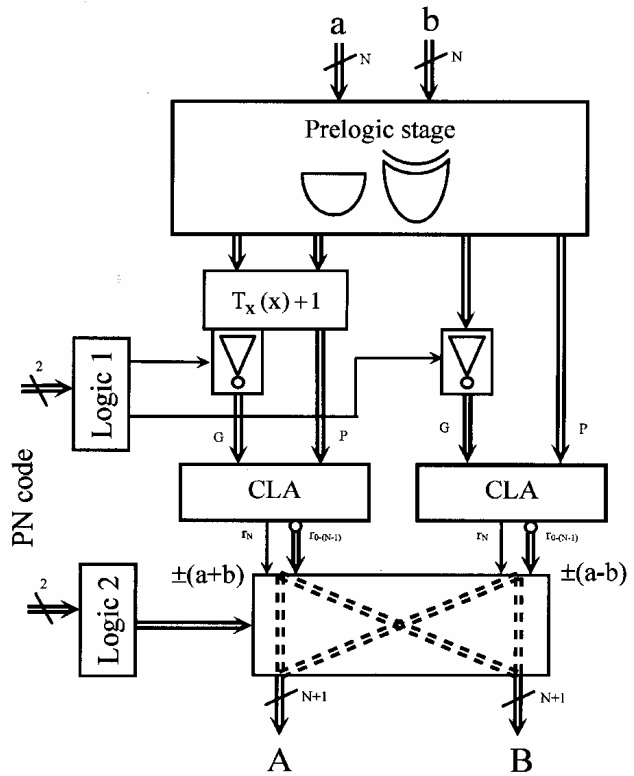 a b
N N
Prelogic stage
Tx (x) +1
2
Logic 1
G P G P
CLA CLA
PN code
rN r0-(N-1) rN r0-(N-1)
±(a+b) ±(a-b)
2
Logic 2
N+1 N+1
A B